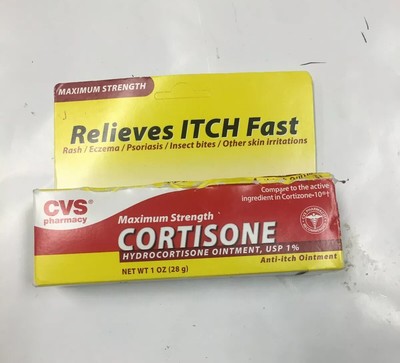 MAXIMUM STRENGTH
Relieves ITCH Fast
Rash / Eczema / Psoriasis / Insect bites / Other skin irritations
CVS®
pharmacy
Compare to the active
ingredient in Cortizone•10®†
Maximum Strength
CORTISONE
HYDROCORTISONE OINTMENT, USP 1%
NET WT 1 OZ (28 g)
Anti-itch Ointment